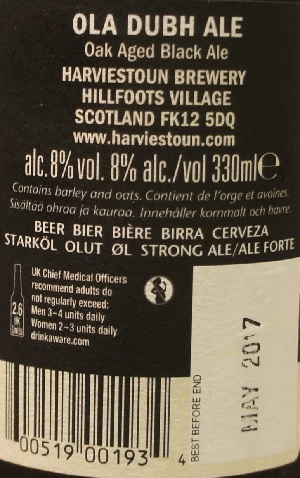 OLA DUBH ALE
Oak Aged Black Ale
HARVIESTOUN BREWERY
HILLFOOTS VILLAGE
SCOTLAND FK12 5DQ
www.harviestoun.com
alc.8%vol. 8% alc./vol 330ml℮
Contains barley and oats. Contient de l'orge et avoines.
Sisältää ohraa ja kauraa. Innehåller kornmalt och havre.
BEER BIER BIÈRE BIRRA CERVEZA
STARKÖL OLUT ØL STRONG ALE/ALE FORTE
2.6
UK
UNITS
UK Chief Medical Officers
recommend adults do
not regularly exceed:
Men 3–4 units daily
Women 2–3 units daily
drinkaware.com
BEST BEFORE END
MAY 2017
00519 00193 4